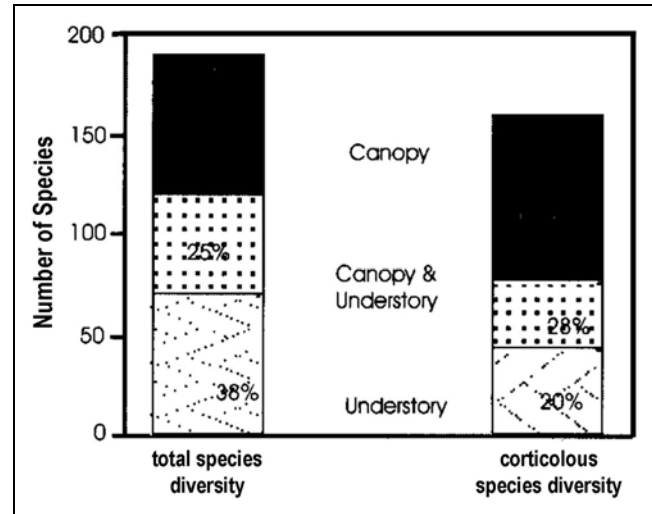 200
150
100
50
0
Number of Species
25%
38%
Canopy
Canopy &
Understory
Understory
28%
20%
total species
diversity
corticolous
species diversity